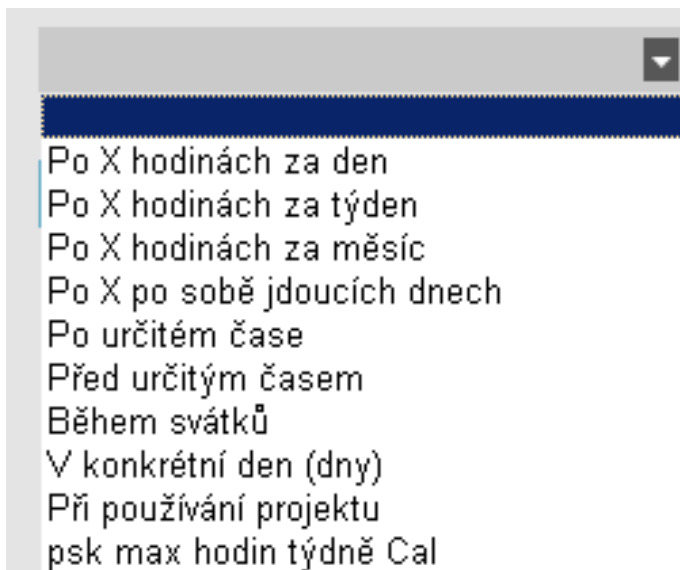 Po X hodinách za den
Po X hodinách za týden
Po X hodinách za měsíc
Po X po sobě jdoucích dnech
Po určitém čase
Před určitým časem
Během svátků
V konkrétní den (dny)
Při používání projektu
psk max hodin týdně Cal